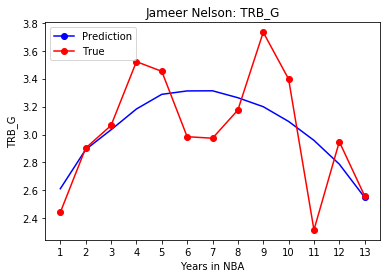 Jameer Nelson: TRB_G
Prediction
True
3.8
3.6
3.4
3.2
3.0
2.8
2.6
2.4
TRB_G
1 2 3 4 5 6 7 8 9 10 11 12 13
Years in NBA